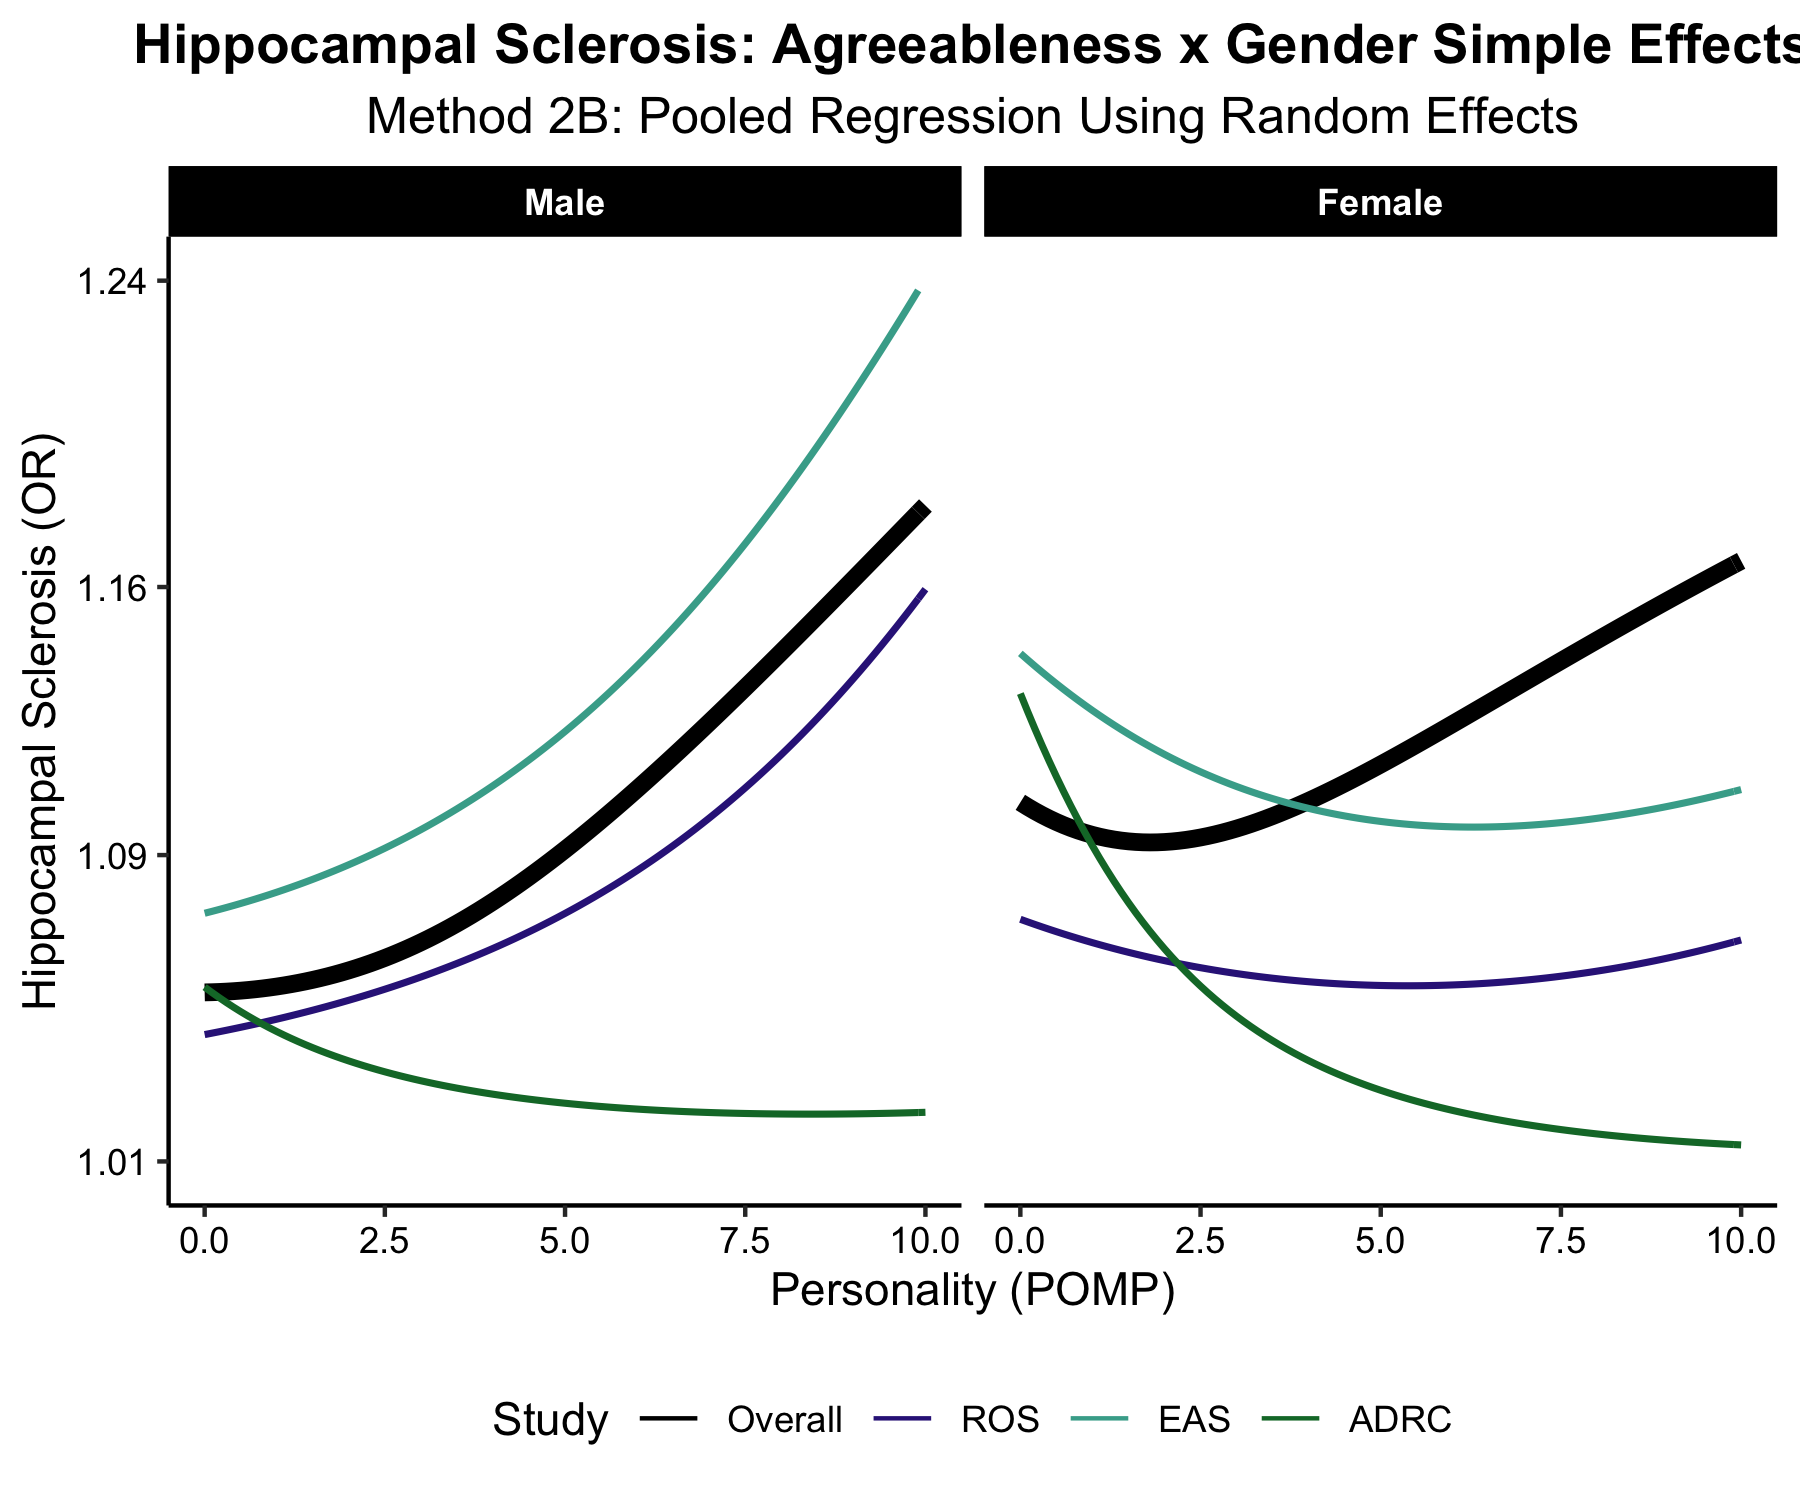 Hippocampal Sclerosis: Agreeableness x Gender Simple Effects
Method 2B: Pooled Regression Using Random Effects
Male
Female
Hippocampal Sclerosis (OR)
1.24
1.16
1.09
1.01
0.0 2.5 5.0 7.5 10.0
0.0 2.5 5.0 7.5 10.0
Personality (POMP)
Study Overall ROS EAS ADRC